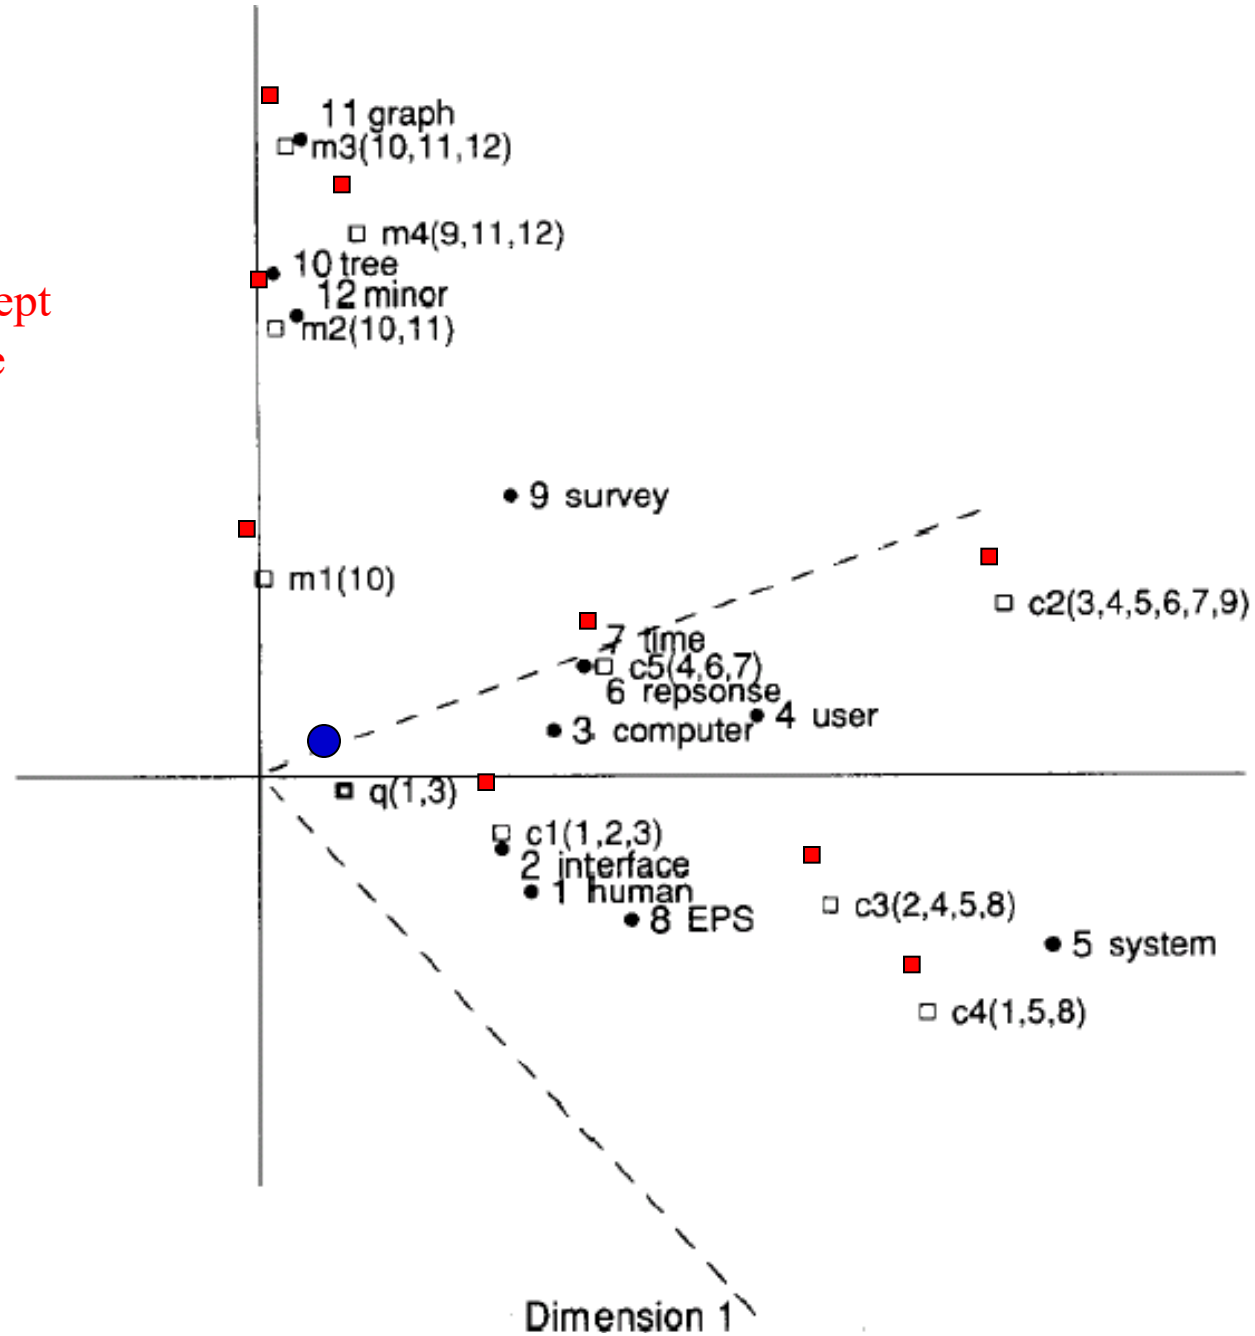 11 graph
m3(10,11,12)
m4(9,11,12)
10 tree
ept
12 minor
m2(10,11)
e
9 survey
m1(10)
c2(3,4,5,6,7,9)
7 time
c5(4,6,7)
6 repsonse
4 user
3 computer
q(1,3)
c1(1,2,3)
2 interface
1 human
c3(2,4,5,8)
8 EPS
5 system
c4(1,5,8)
Dimension 1